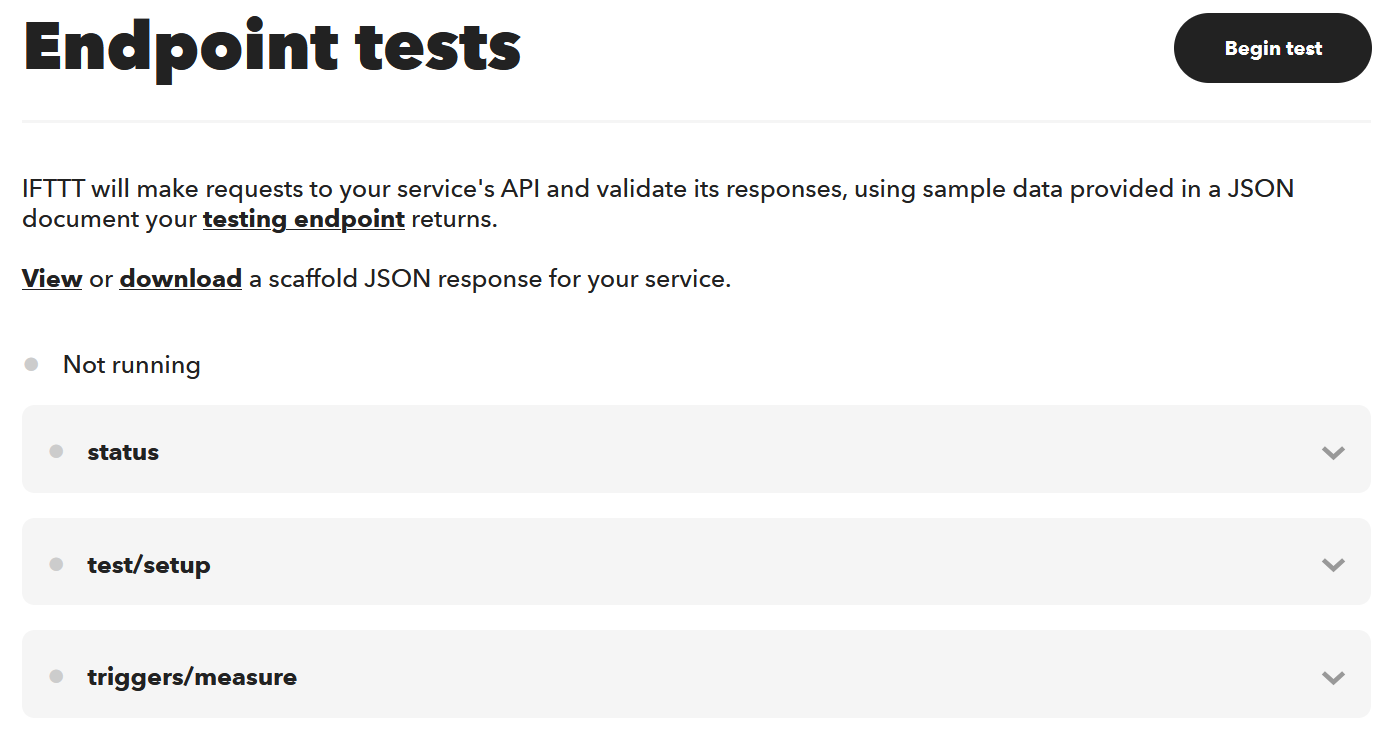 Endpoint tests
Begin test
IFTTT will make requests to your service's API and validate its responses, using sample data provided in a JSON
document your testing endpoint returns.
View or download a scaffold JSON response for your service.
Not running
status
test/setup
triggers/measure